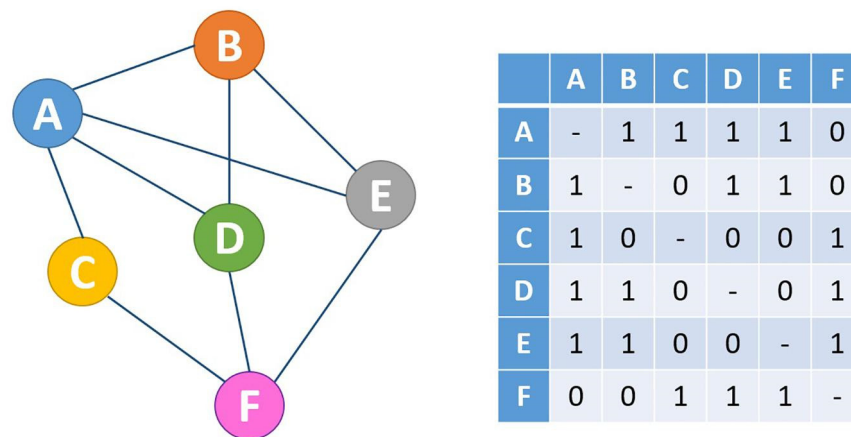 B
A
E
D
C
F
A B C D E F
A - 1 1 1 1 0
B 1 - 0 1 1 0
C 1 0 - 0 0 1
D 1 1 0 - 0 1
E 1 1 0 0 - 1
F 0 0 1 1 1 -